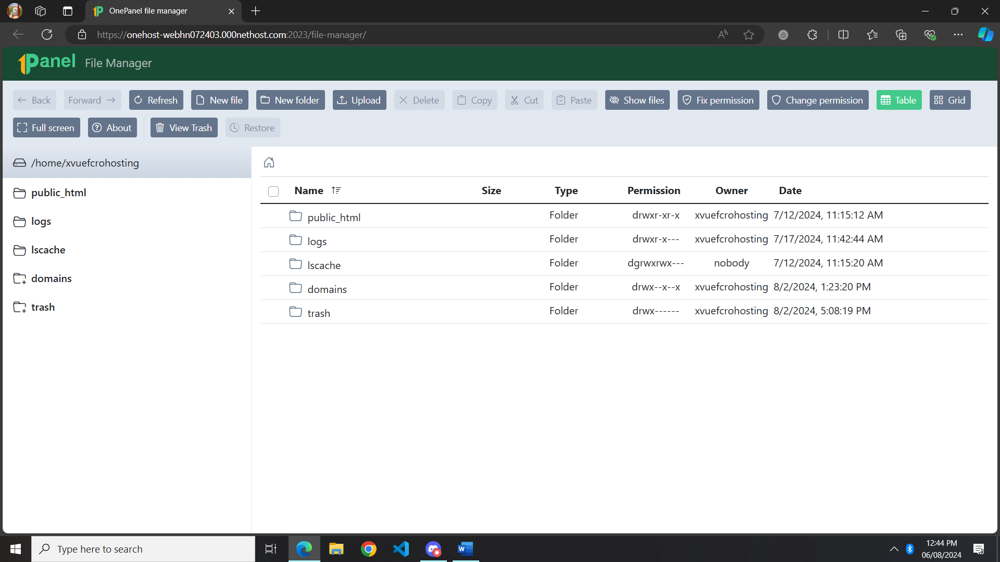 OnePanel file manager
https://onehost-webhn072403.000nethost.com:2023/file-manager/
1Panel File Manager
Back Forward Refresh New file New folder Upload Delete Copy Cut Paste Show files Fix permission Change permission Table Grid
Full screen About View Trash Restore
/home/xvuefcrohosting
public_html
logs
lscache
domains
trash
Name Size Type Permission Owner Date
public_html Folder drwxr-xr-x xvuefcrohosting 7/12/2024, 11:15:12 AM
logs Folder drwxr-x--- xvuefcrohosting 7/17/2024, 11:42:44 AM
lscache Folder dgrwxrwx--- nobody 7/12/2024, 11:15:20 AM
domains Folder drwx--x--x xvuefcrohosting 8/2/2024, 1:23:20 PM
trash Folder drwx------ xvuefcrohosting 8/2/2024, 5:08:19 PM
Type here to search
12:44 PM
06/08/2024